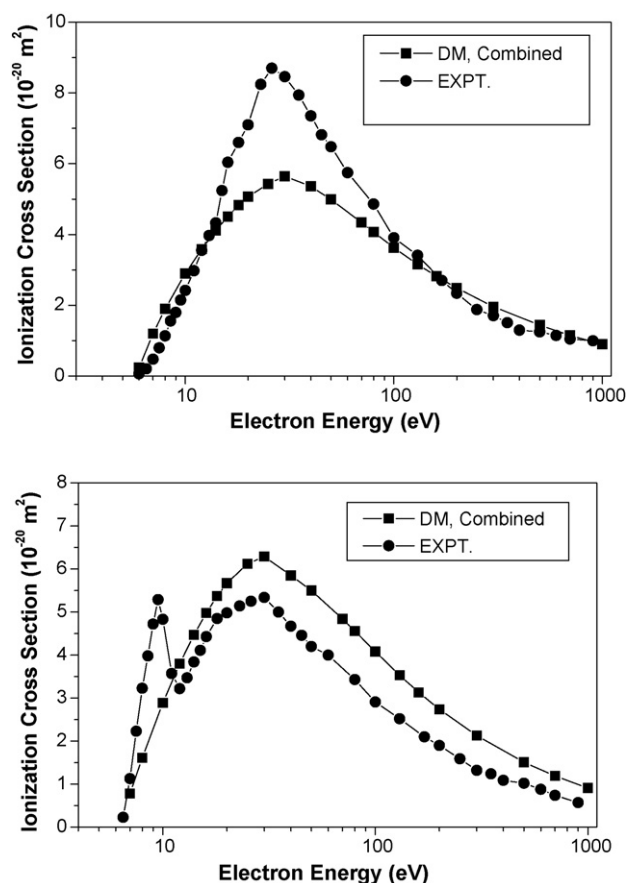 10
8
6
4
2
0
Ionization Cross Section (10⁻²⁰ m²)
DM, Combined
EXPT.
10
100
1000
Electron Energy (eV)
8
7
6
5
4
3
2
1
0
Ionization Cross Section (10⁻²⁰ m²)
DM, Combined
EXPT.
10
100
1000
Electron Energy (eV)